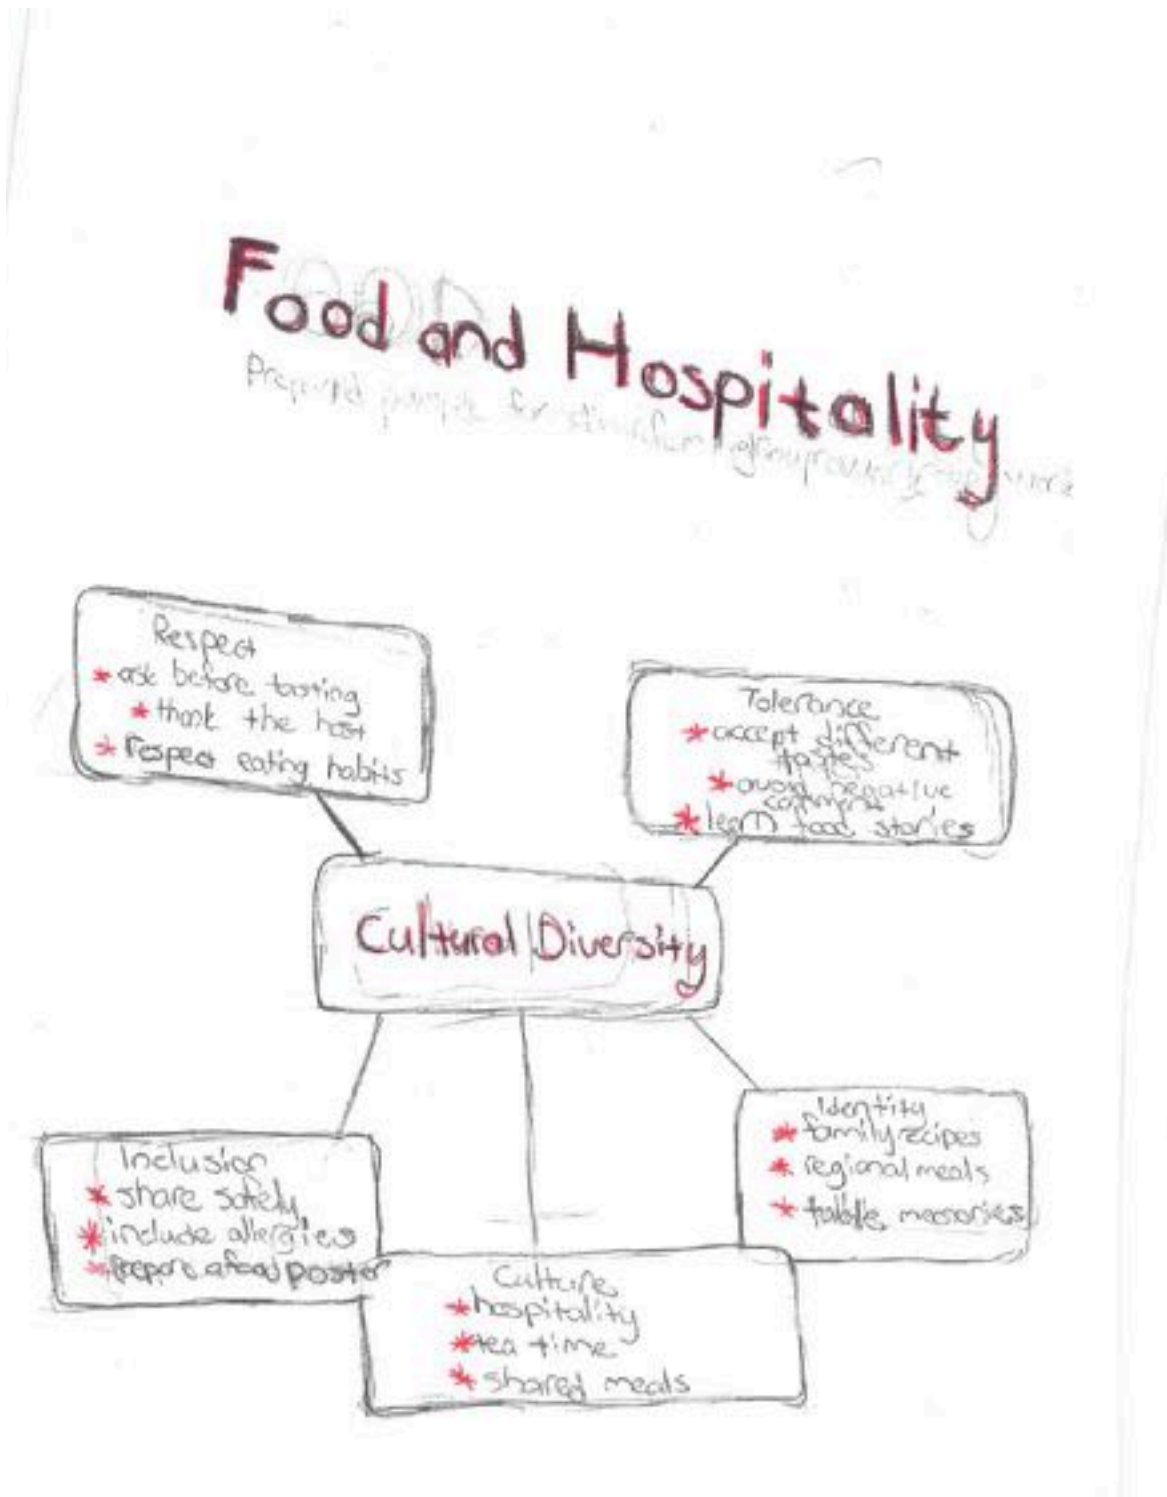 Food and Hospitality
for
Respect
* ask before tasting
* thank the host
* respect eating habits
Tolerance
* accept different
tastes
* avoid negative
comment
* learn food stories
Cultural Diversity
Identity
* family recipes
* regional meals
* table memories
Inclusion
* share safely
* include allergies
* prepare a food poster
Culture
* hospitality
* tea time
* shared meals